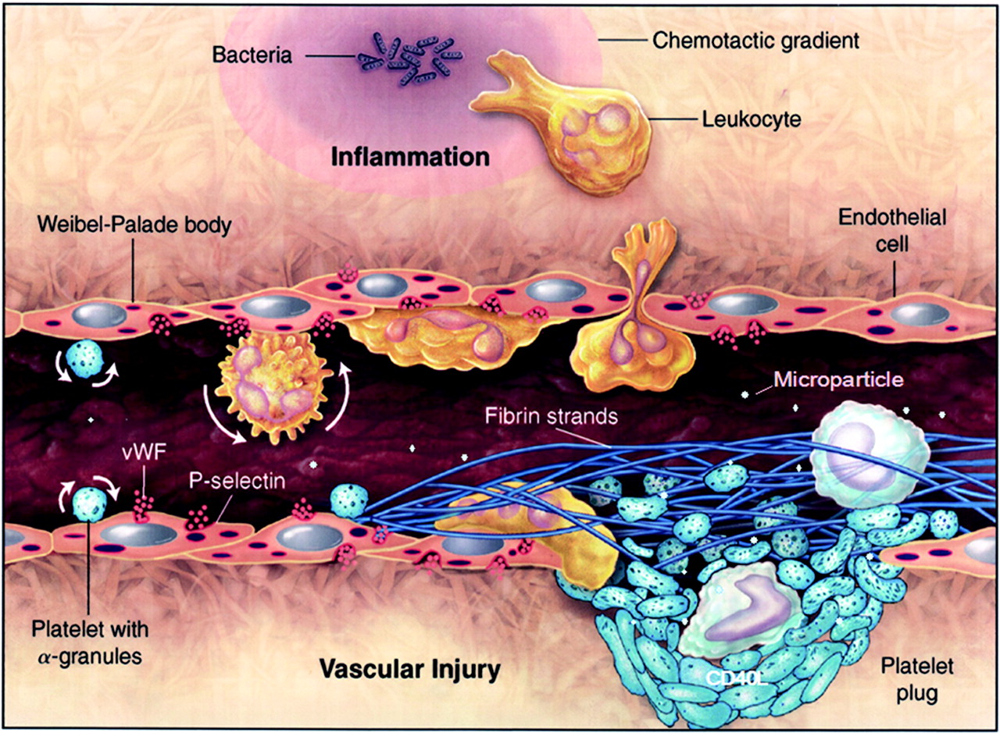 Bacteria
Chemotactic gradient
Leukocyte
Inflammation
Weibel-Palade body
Endothelial
cell
Microparticle
Fibrin strands
vWF
P-selectin
Platelet with
α-granules
Vascular Injury
CD40L
Platelet
plug